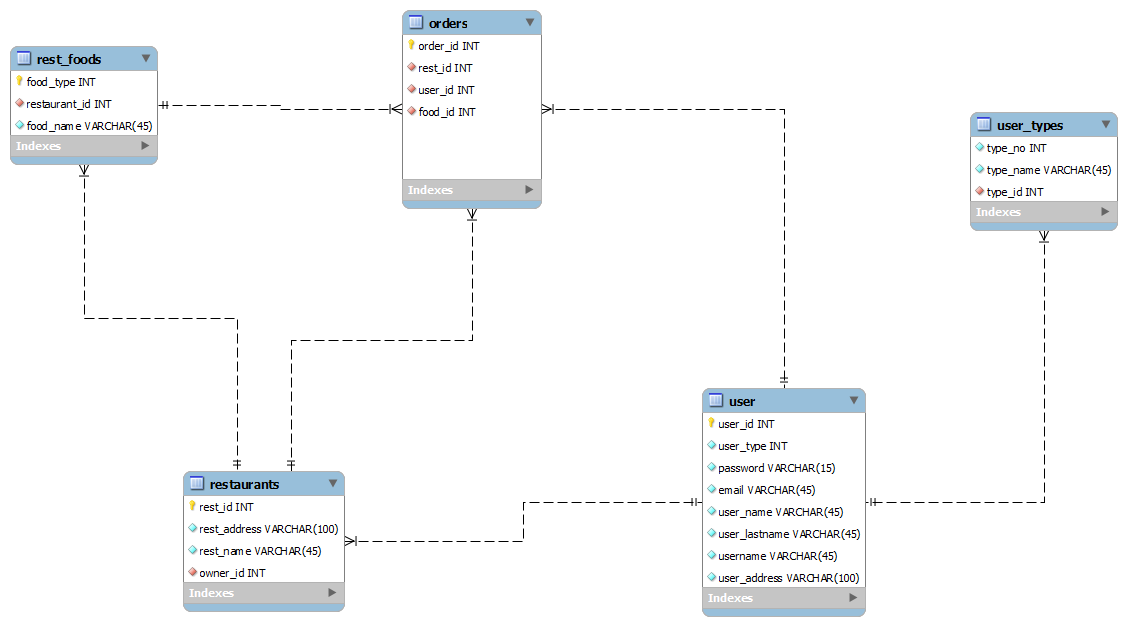 orders
order_id INT
rest_id INT
user_id INT
food_id INT
Indexes
rest_foods
food_type INT
restaurant_id INT
food_name VARCHAR(45)
Indexes
user_types
type_no INT
type_name VARCHAR(45)
type_id INT
Indexes
user
user_id INT
user_type INT
password VARCHAR(15)
email VARCHAR(45)
user_name VARCHAR(45)
user_lastname VARCHAR(45)
username VARCHAR(45)
user_address VARCHAR(100)
Indexes
restaurants
rest_id INT
rest_address VARCHAR(100)
rest_name VARCHAR(45)
owner_id INT
Indexes